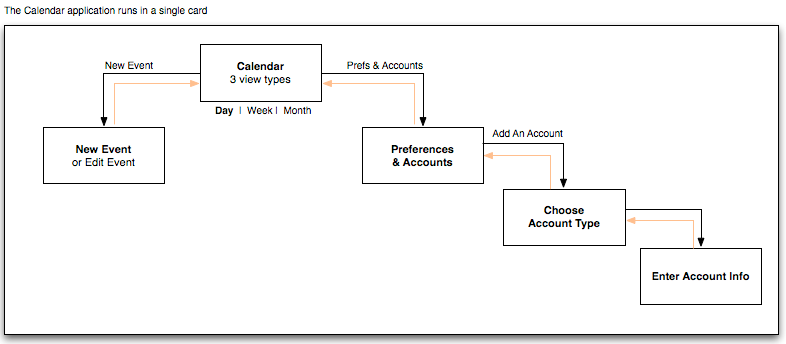 The Calendar application runs in a single card
New Event
Calendar
3 view types
Prefs & Accounts
Day | Week | Month
New Event
or Edit Event
Preferences
& Accounts
Add An Account
Choose
Account Type
Enter Account Info